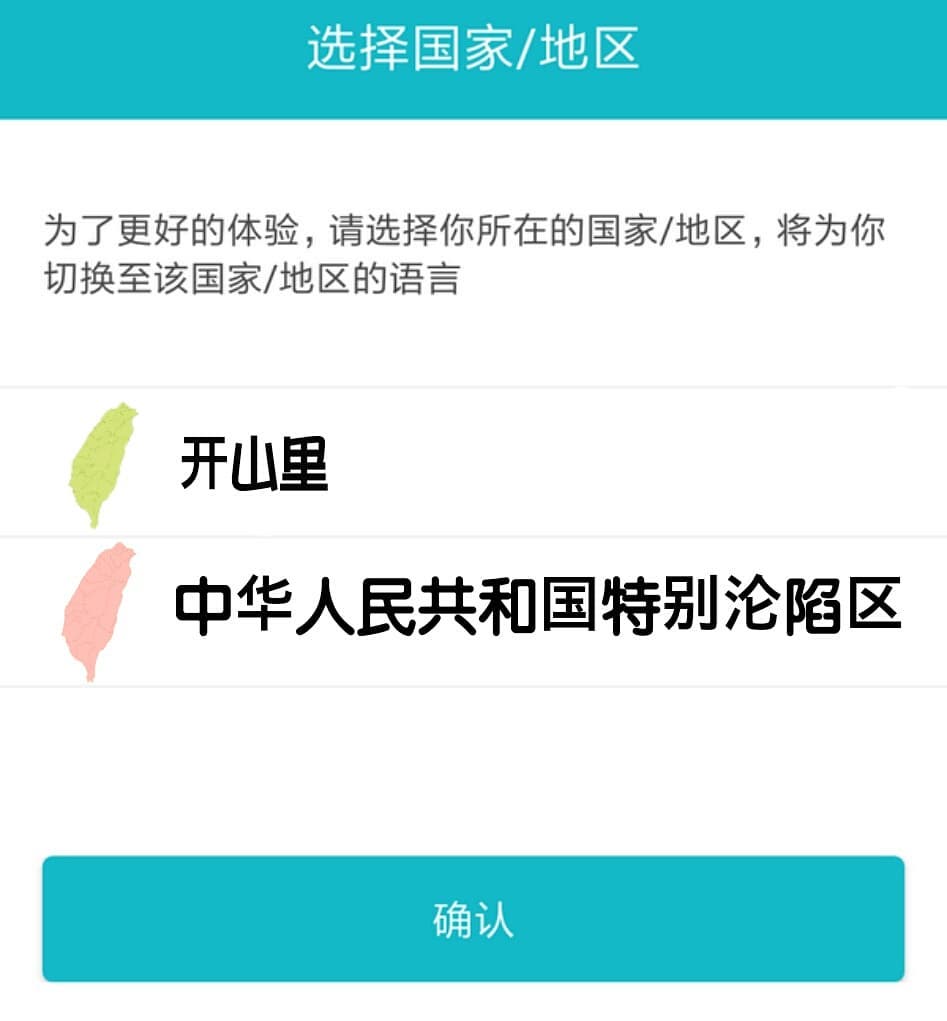 选择国家/地区
为了更好的体验，请选择你所在的国家/地区，将为你
切换至该国家/地区的语言
开山里
中华人民共和国特别沦陷区
确认